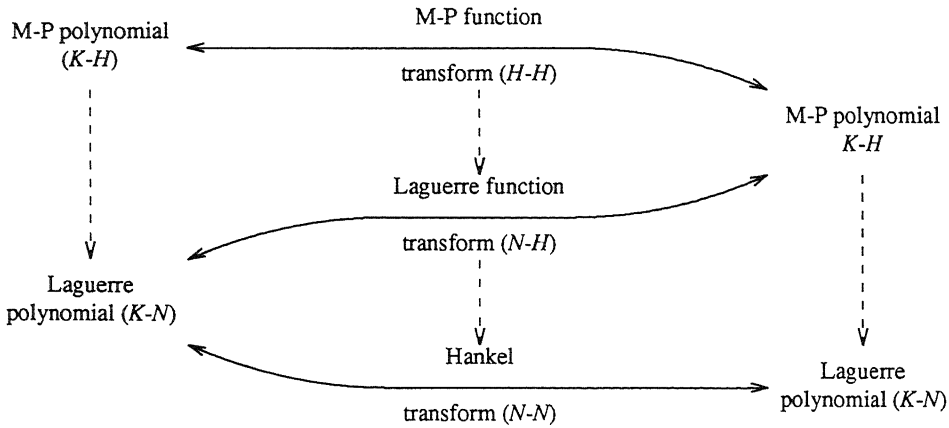 M-P function
M-P polynomial
(K-H)
transform (H-H)
M-P polynomial
K-H
Laguerre function
transform (N-H)
Laguerre
polynomial (K-N)
Hankel
transform (N-N)
Laguerre
polynomial (K-N)